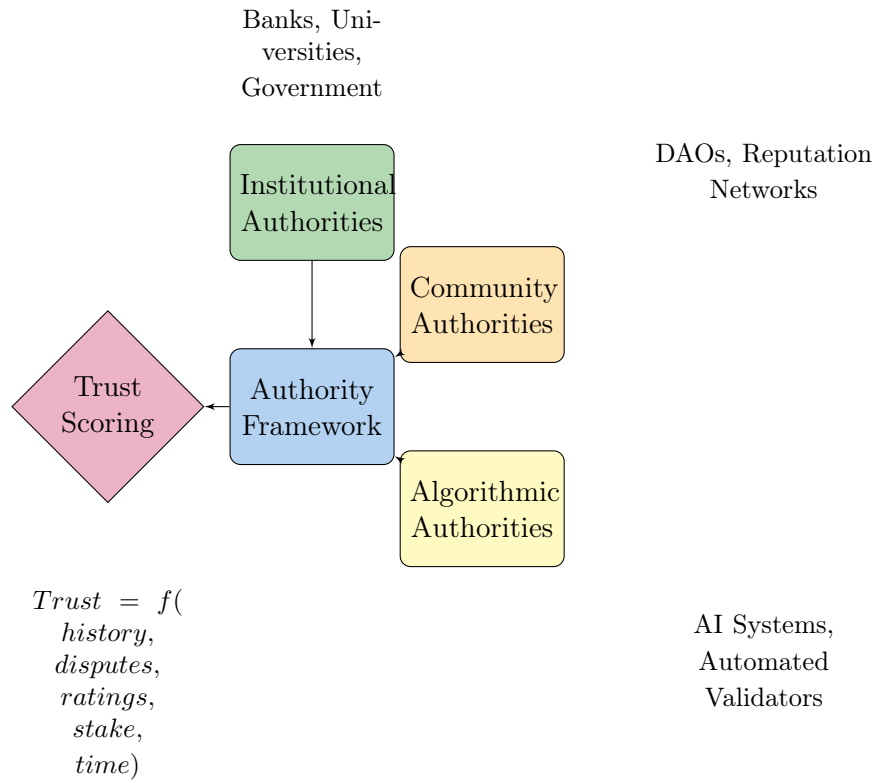 Banks, Uni-
versities,
Government
DAOs, Reputation
Networks
Institutional
Authorities
Community
Authorities
Trust
Scoring
Authority
Framework
Algorithmic
Authorities
Trust = f(
history,
disputes,
ratings,
stake,
time)
AI Systems,
Automated
Validators